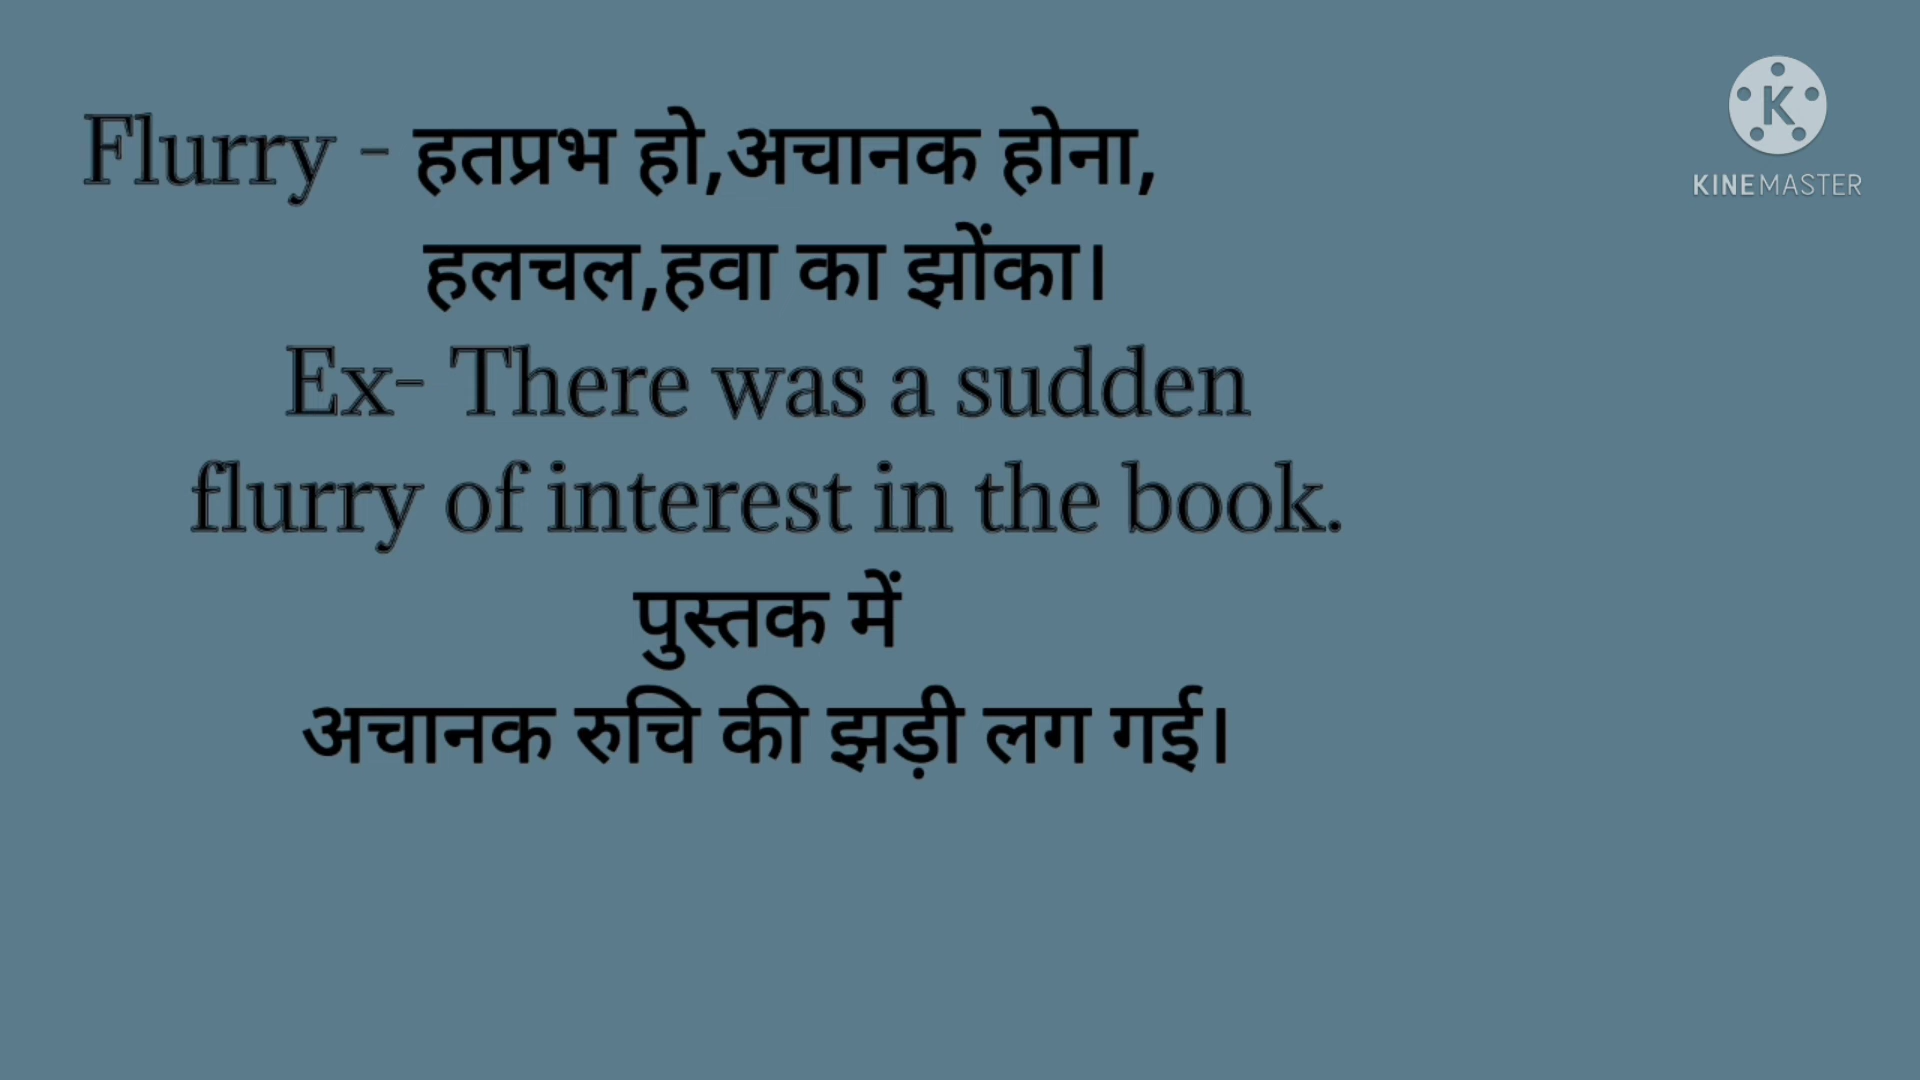 Flurry - हतप्रभ हो,अचानक होना,
हलचल,हवा का झोंका।
Ex- There was a sudden
flurry of interest in the book.
पुस्तक में
अचानक रुचि की झड़ी लग गई।
K
KINEMASTER